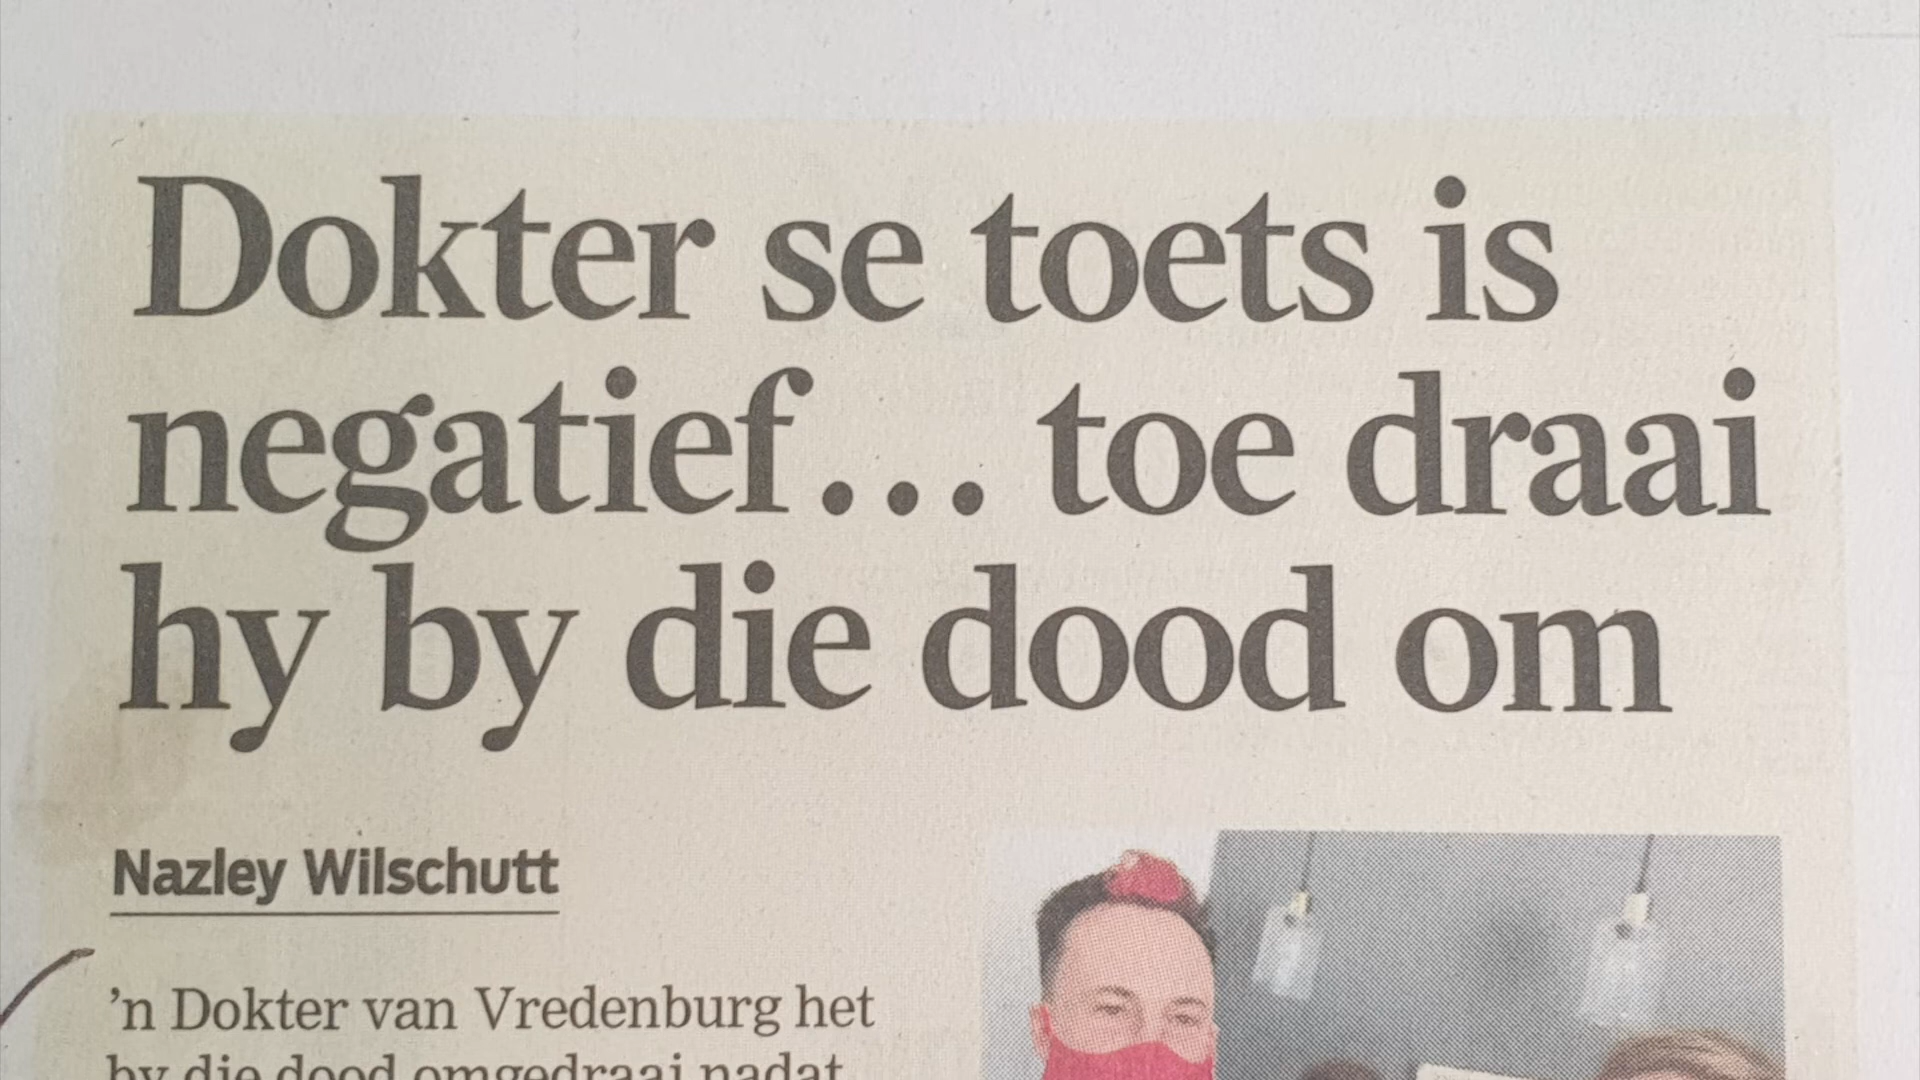 Dokter se toets is
negatief… toe draai
hy by die dood om
Nazley Wilschutt
’n Dokter van Vredenburg het
by die dood omgedraai nadat